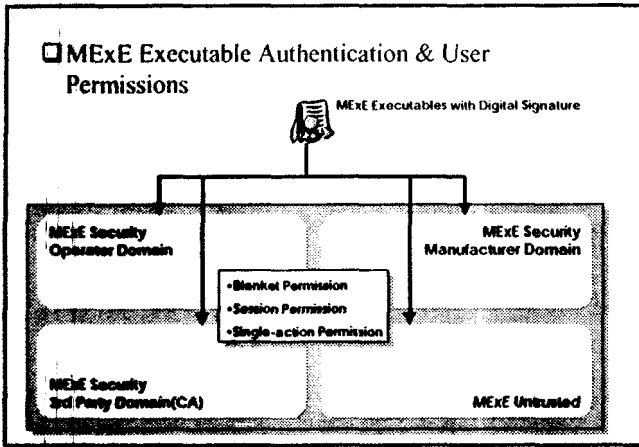 MExE Executable Authentication & User
Permissions
MExE Executables with Digital Signature
MExE Security
Operator Domain
MExE Security
Manufacturer Domain
•Blanket Permission
•Session Permission
•Single-action Permission
MExE Security
3rd Party Domain(CA)
MExE Untrusted